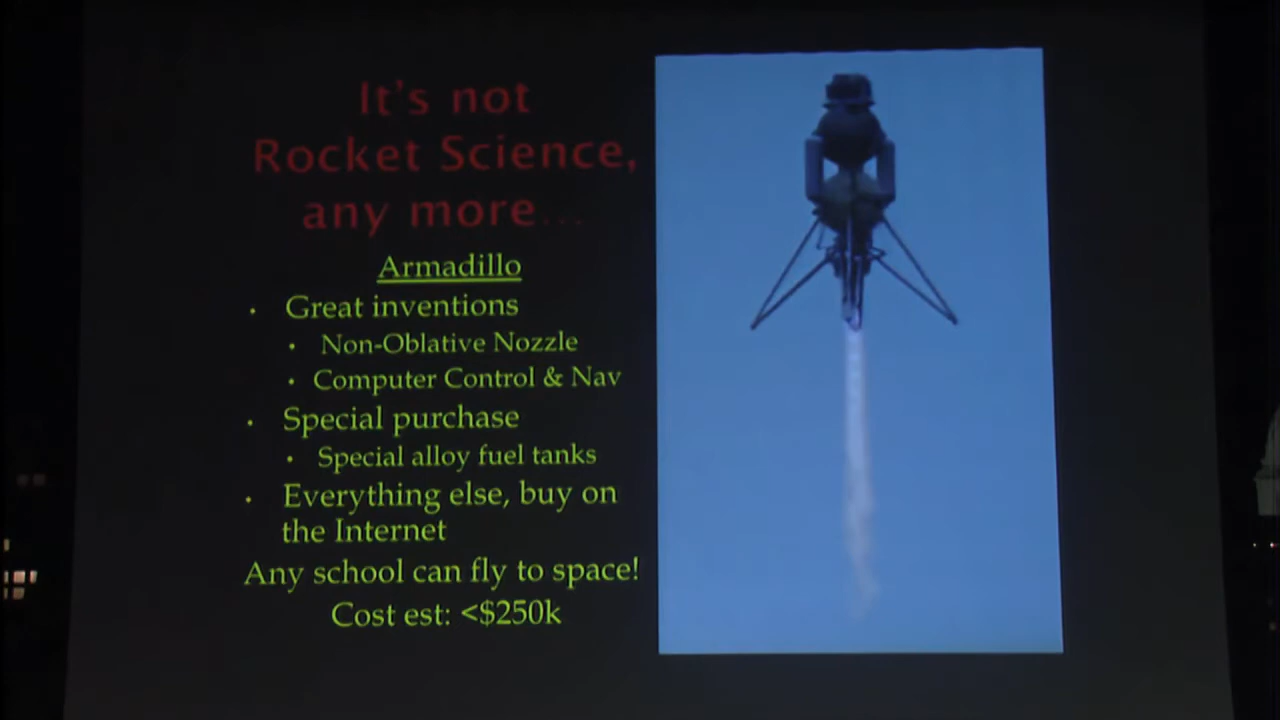 It's not
Rocket Science,
any more...
Armadillo
• Great inventions
• Non-Oblative Nozzle
• Computer Control & Nav
• Special purchase
• Special alloy fuel tanks
• Everything else, buy on
the Internet
Any school can fly to space!
Cost est: <$250k